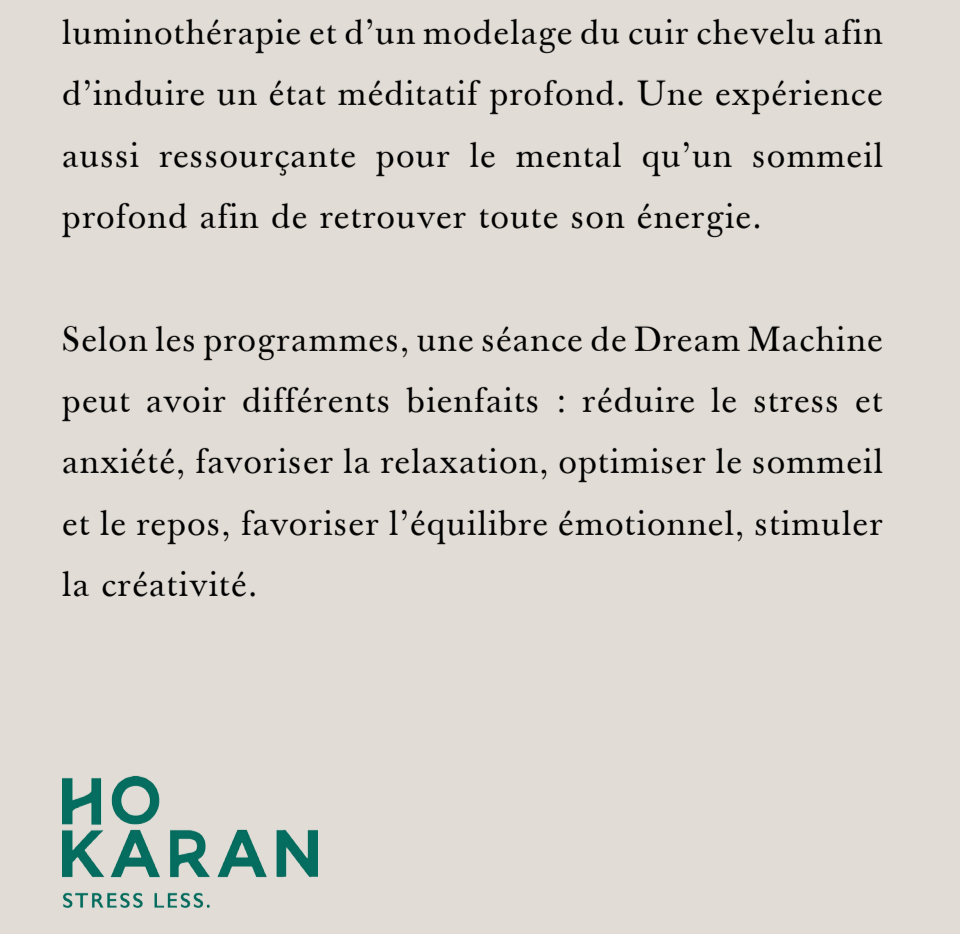 luminothérapie et d’un modelage du cuir chevelu afin
d’induire un état méditatif profond. Une expérience
aussi ressourçante pour le mental qu’un sommeil
profond afin de retrouver toute son énergie.
Selon les programmes, une séance de Dream Machine
peut avoir différents bienfaits : réduire le stress et
anxiété, favoriser la relaxation, optimiser le sommeil
et le repos, favoriser l’équilibre émotionnel, stimuler
la créativité.
HO
KARAN
STRESS LESS.